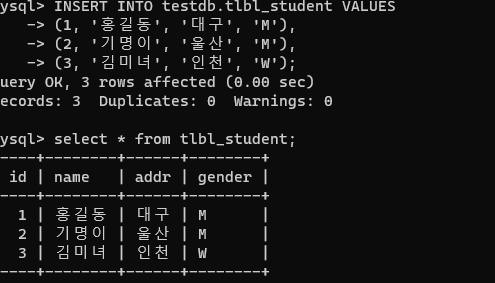 ysql> INSERT INTO testdb.tlbl_student VALUES
   -> (1, '홍길동', '대구', 'M'),
   -> (2, '기명이', '울산', 'M'),
   -> (3, '김미녀', '인천', 'W');
uery OK, 3 rows affected (0.00 sec)
ecords: 3  Duplicates: 0  Warnings: 0

ysql> select * from tlbl_student;
----+--------+------+--------+
 id | name   | addr | gender |
----+--------+------+--------+
  1 | 홍길동 | 대구 | M      |
  2 | 기명이 | 울산 | M      |
  3 | 김미녀 | 인천 | W      |
----+--------+------+--------+